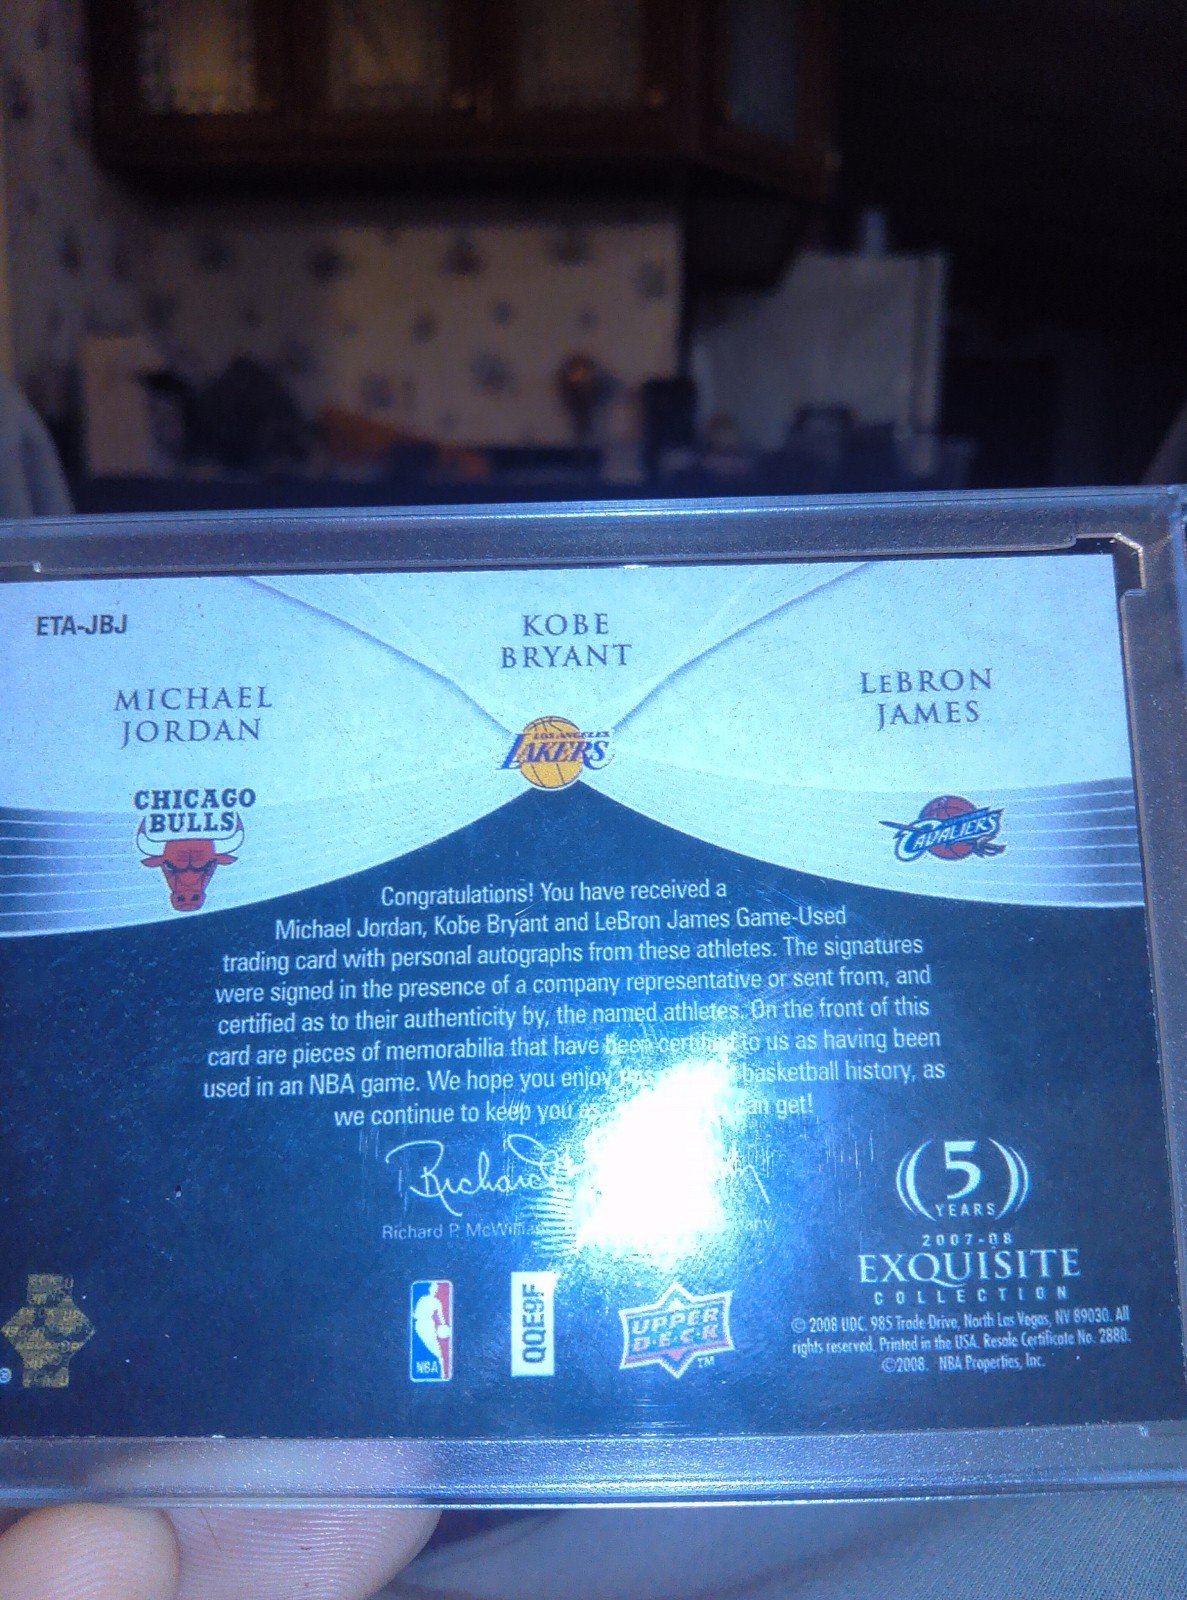 ETA-JBJ
KOBE
BRYANT
MICHAEL
JORDAN
LEBRON
JAMES
LOS ANGELES
LAKERS
CHICAGO
BULLS
CAVALIERS
Congratulations! You have received a
Michael Jordan, Kobe Bryant and LeBron James Game-Used
trading card with personal autographs from these athletes. The signatures
were signed in the presence of a company representative or sent from, and
certified as to their authenticity by, the named athletes. On the front of this
card are pieces of memorabilia that have been certified to us as having been
used in an NBA game. We hope you enjoy basketball history, as
we continue to keep you get!
Richard
Richard P.
5
YEARS
2007-08
EXQUISITE
COLLECTION
NBA
QQE9F
UPPER
D·E·C·K
TM
© 2008 UDC. 985 Trade Drive, North Las Vegas, NV 89030. All
rights reserved. Printed in the USA. Resale Certificate No. 2880.
©2008. NBA Properties, Inc.
®